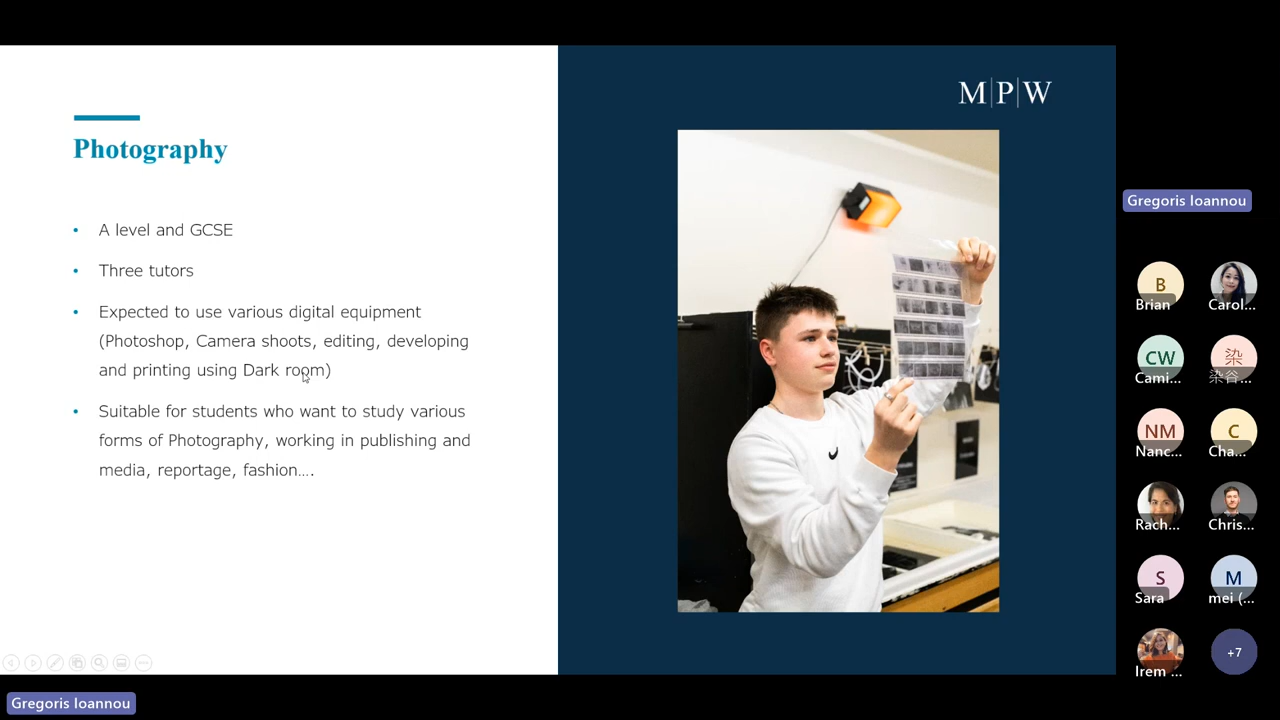 M|P|W
Photography
A level and GCSE
Three tutors
Expected to use various digital equipment
(Photoshop, Camera shoots, editing, developing
and printing using Dark room)
Suitable for students who want to study various
forms of Photography, working in publishing and
media, reportage, fashion....
Gregoris Ioannou
B
Brian
Carol...
CW
Cami...
染
染谷...
NM
Nanc...
C
Cha...
Rach...
Chris...
S
Sara
M
mei (...
Irem ...
+7
Gregoris Ioannou